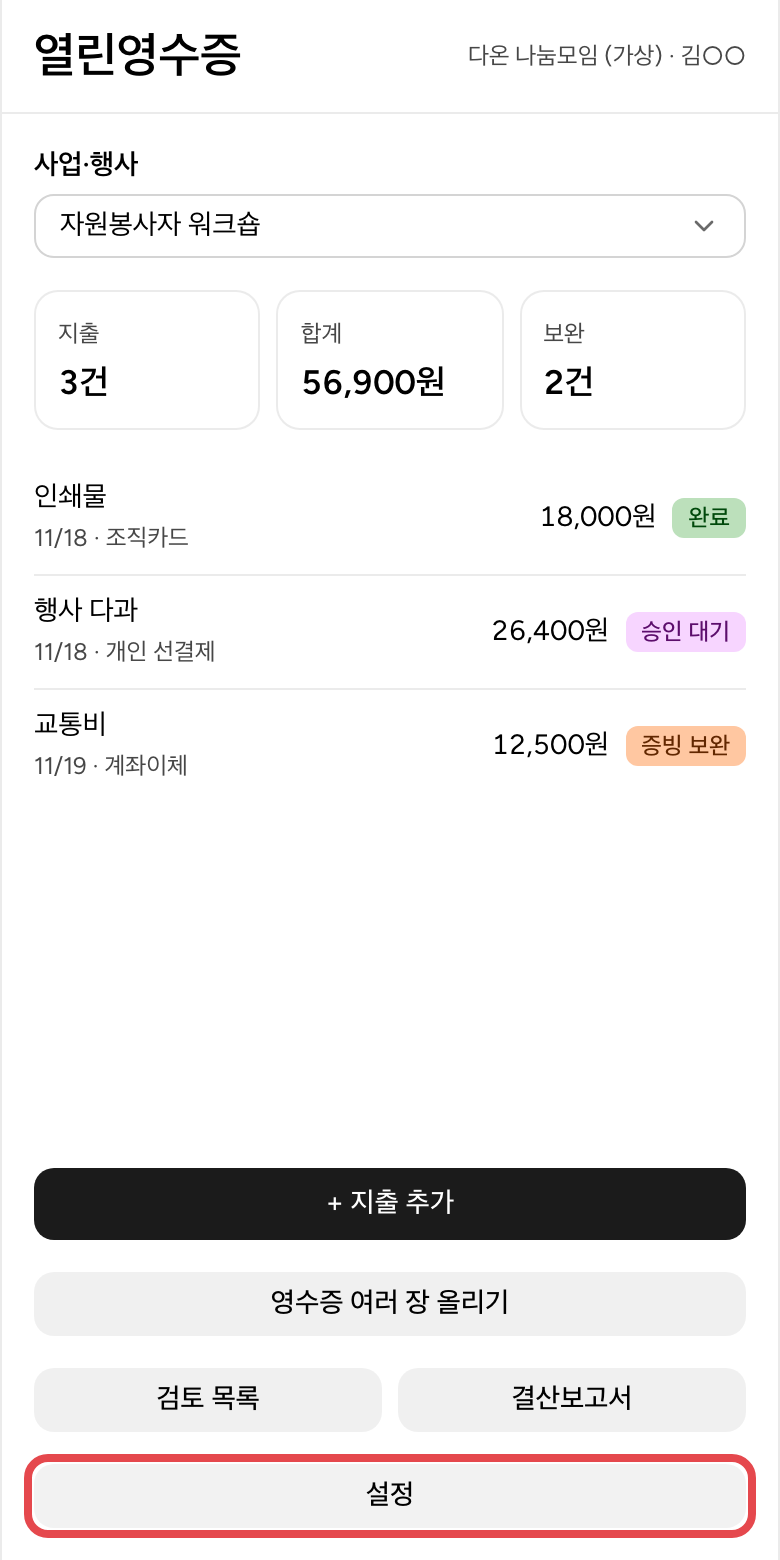 열린영수증
다온 나눔모임 (가상) · 김○○
사업·행사
자원봉사자 워크숍
지출
3건
합계
56,900원
보완
2건
인쇄물
11/18 · 조직카드
18,000원
완료
행사 다과
11/18 · 개인 선결제
26,400원
승인 대기
교통비
11/19 · 계좌이체
12,500원
증빙 보완
+ 지출 추가
영수증 여러 장 올리기
검토 목록
결산보고서
설정